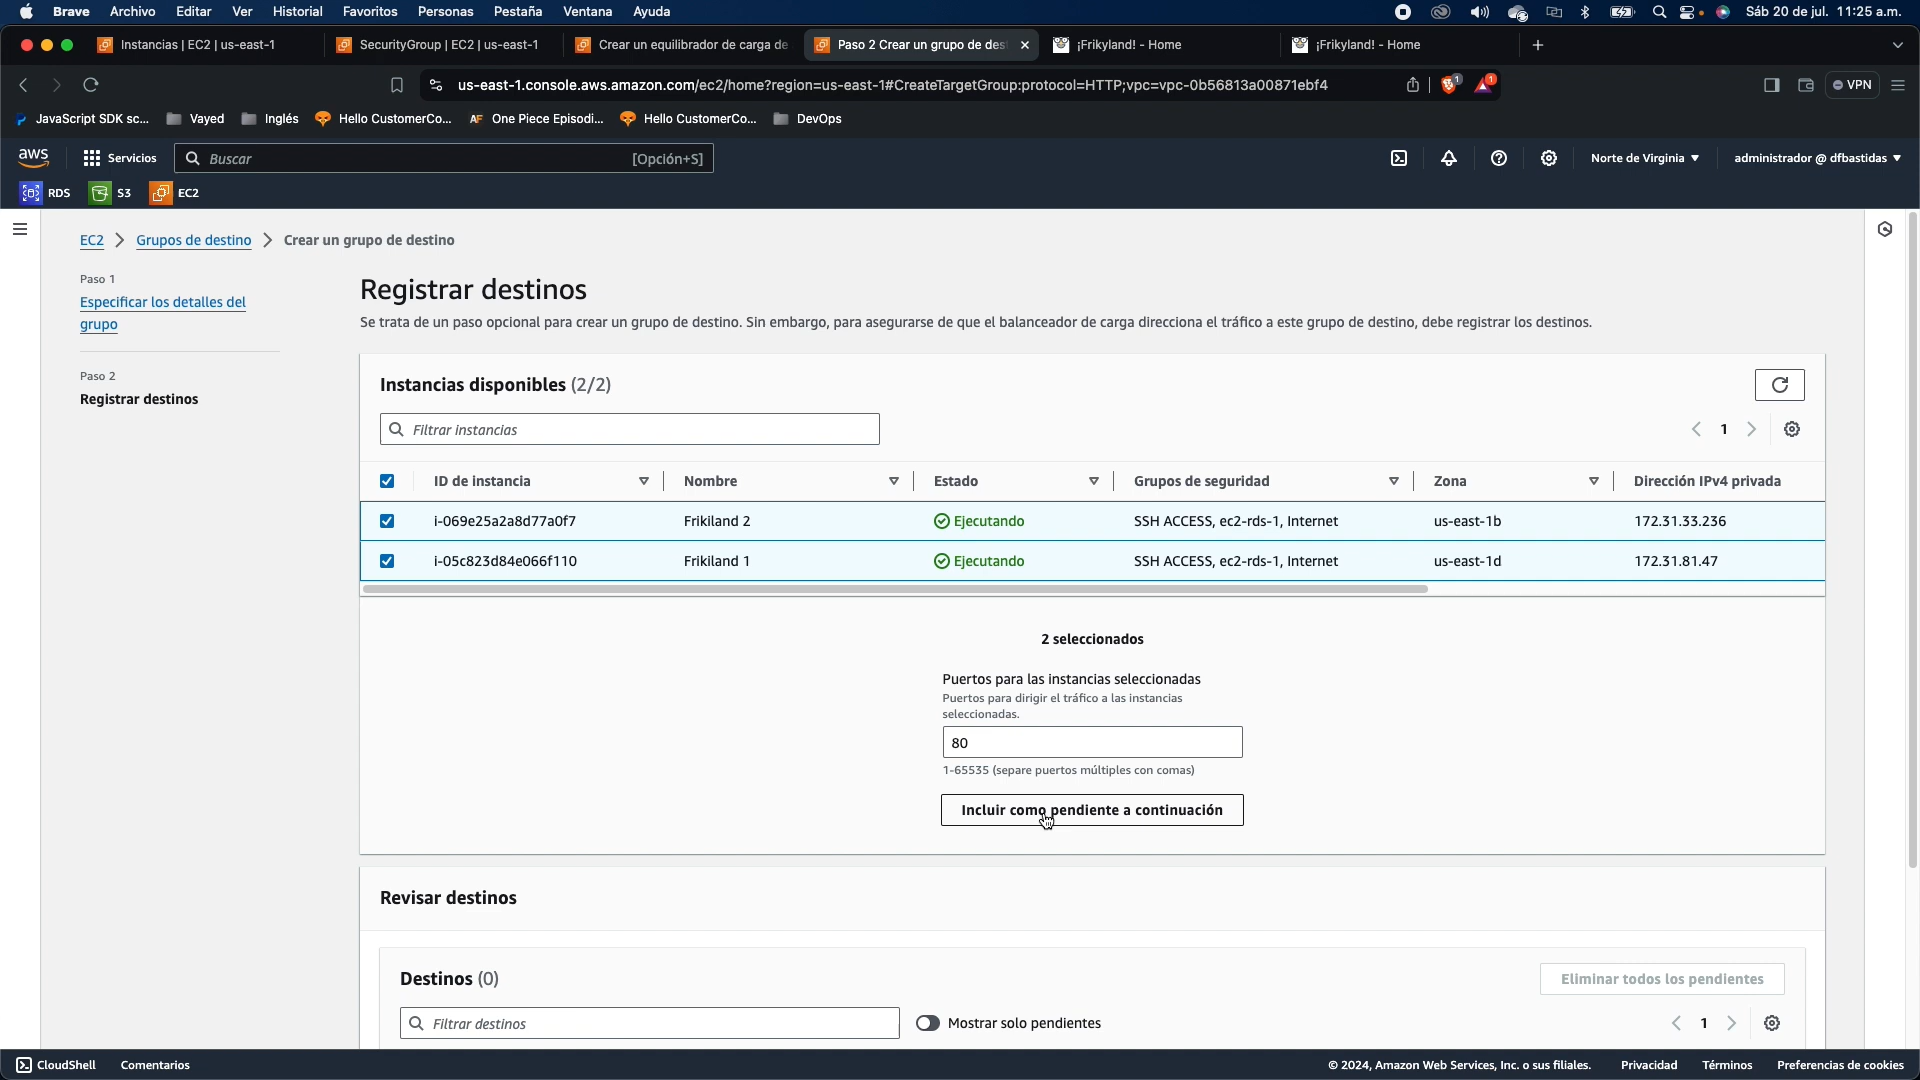 Brave Archivo Editar Ver Historial Favoritos Personas Pestaña Ventana Ayuda Sáb 20 de jul. 11:25 a.m.
Instancias | EC2 | us-east-1 SecurityGroup | EC2 | us-east-1 Crear un equilibrador de carga de Paso 2 Crear un grupo de des ¡Frikyland! - Home ¡Frikyland! - Home
us-east-1.console.aws.amazon.com/ec2/home?region=us-east-1#CreateTargetGroup:protocol=HTTP;vpc=vpc-0b56813a00871ebf4 1 1 VPN
JavaScript SDK sc... Vayed Inglés Hello CustomerCo... AF One Piece Episodi... Hello CustomerCo... DevOps
aws Servicios Buscar [Opción+S] Norte de Virginia administrador @ dfbastidas
RDS S3 EC2
EC2 Grupos de destino Crear un grupo de destino
Paso 1
Especificar los detalles del
grupo
Paso 2
Registrar destinos
Registrar destinos
Se trata de un paso opcional para crear un grupo de destino. Sin embargo, para asegurarse de que el balanceador de carga direcciona el tráfico a este grupo de destino, debe registrar los destinos.
Instancias disponibles (2/2)
Filtrar instancias 1
ID de instancia Nombre Estado Grupos de seguridad Zona Dirección IPv4 privada
i-069e25a2a8d77a0f7 Frikiland 2 Ejecutando SSH ACCESS, ec2-rds-1, Internet us-east-1b 172.31.33.236
i-05c823d84e066f110 Frikiland 1 Ejecutando SSH ACCESS, ec2-rds-1, Internet us-east-1d 172.31.81.47
2 seleccionados
Puertos para las instancias seleccionadas
Puertos para dirigir el tráfico a las instancias
seleccionadas.
80
1-65535 (separe puertos múltiples con comas)
Incluir como pendiente a continuación
Revisar destinos
Destinos (0) Eliminar todos los pendientes
Filtrar destinos Mostrar solo pendientes 1
CloudShell Comentarios © 2024, Amazon Web Services, Inc. o sus filiales. Privacidad Términos Preferencias de cookies